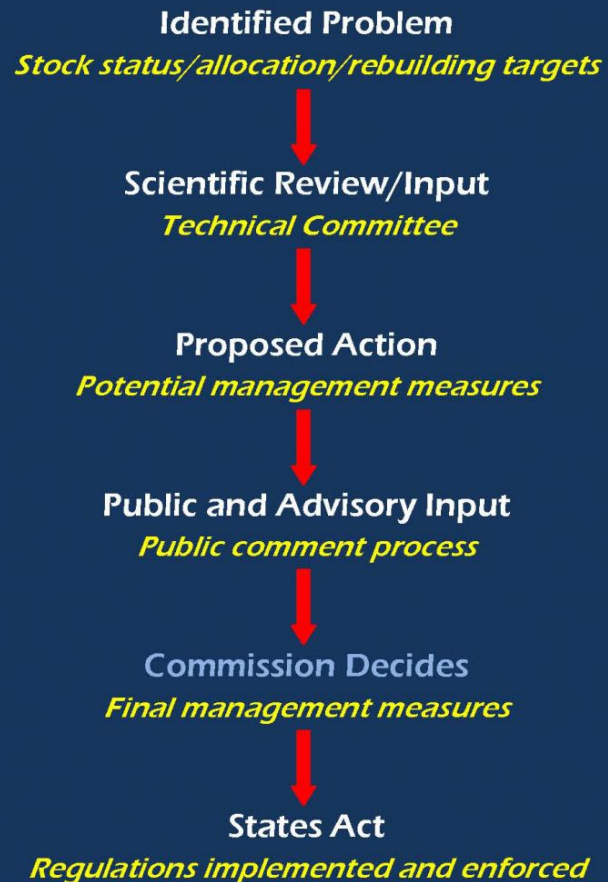 Identified Problem
Stock status/allocation/rebuilding targets
Scientific Review/Input
Technical Committee
Proposed Action
Potential management measures
Public and Advisory Input
Public comment process
Commission Decides
Final management measures
States Act
Regulations implemented and enforced